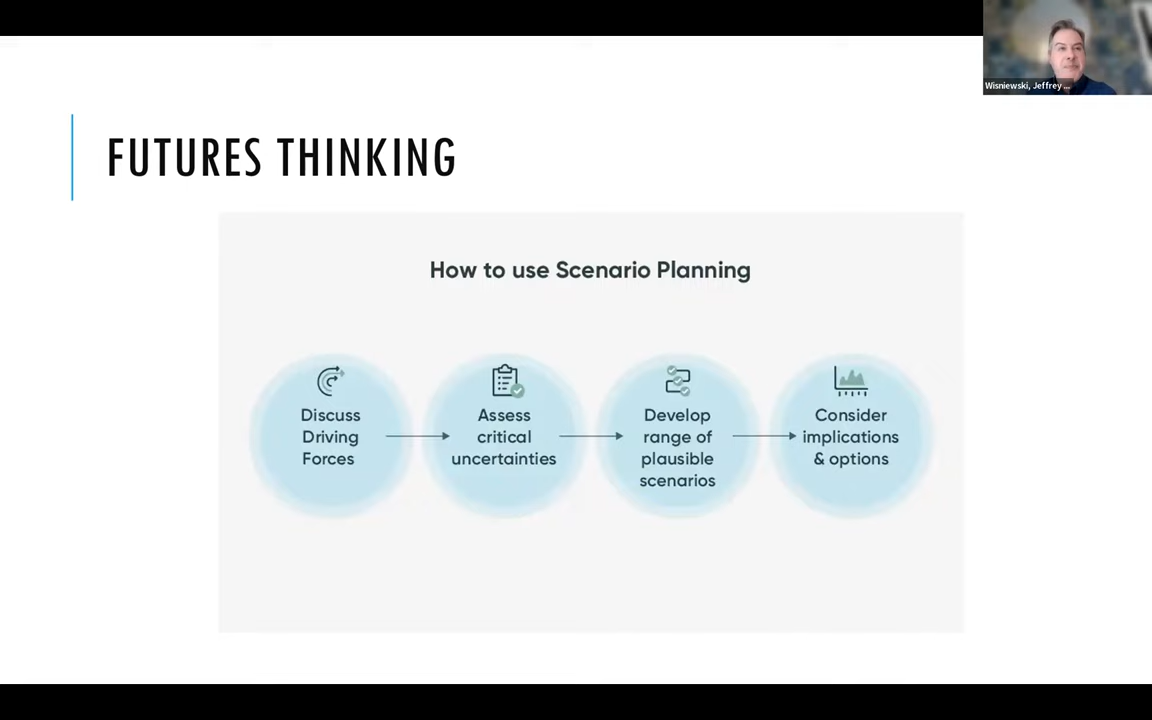 Wisniewski, Jeffrey ...
FUTURES THINKING
How to use Scenario Planning
Discuss
Driving
Forces
Assess
critical
uncertainties
Develop
range of
plausible
scenarios
Consider
implications
& options